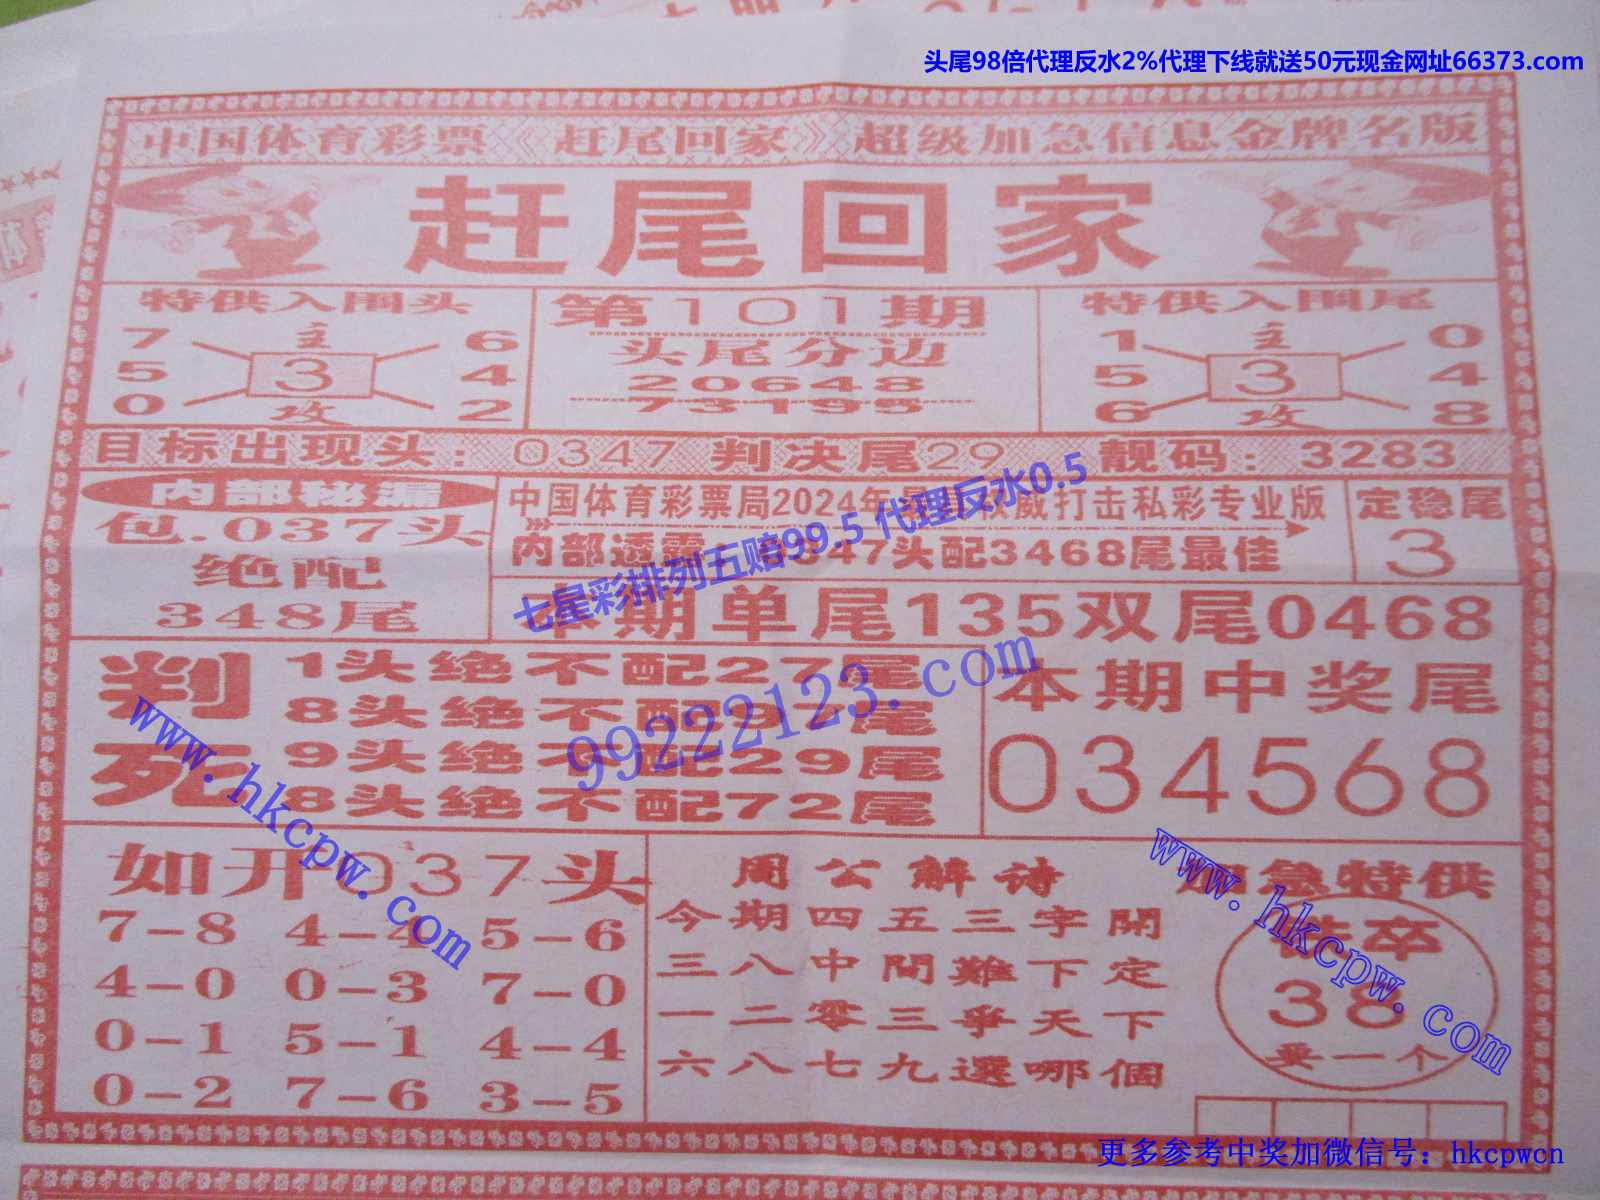 头尾98倍代理反水2%代理下线就送50元现金网址66373.com
中国体育彩票《赶尾回家》超级加急信息金牌名版
赶尾回家
特供入围头
7 主 6
5 3 4
0 攻 2
第101期
头尾分边
20648
73195
特供入围尾
1 主 0
5 3 4
6 攻 8
目标出现头：0347 判决尾29 靓码：3283
内部秘漏
包.037头
绝配
348尾
中国体育彩票局2024年最 权威打击私彩专业版
内部透露 347头配3468尾最佳
定稳尾
3
本期单尾135双尾0468
判死
1头绝不配27尾
8头绝不配97尾
9头绝不配29尾
8头绝不配72尾
本期中奖尾
034568
如开037头
7-8 4-4 5-6
4-0 0-3 7-0
0-1 5-1 4-4
0-2 7-6 3-5
周公解诗
今期四五三字開
三八中間難下定
一二零三爭天下
六八七九選哪個
加急特供
卒
38
买一个
七星彩排列五赔99.5 代理反水0.5
99222123.com
www.hkcpw.com
www.hkcpw.com
更多参考中奖加微信号：hkcpwcn